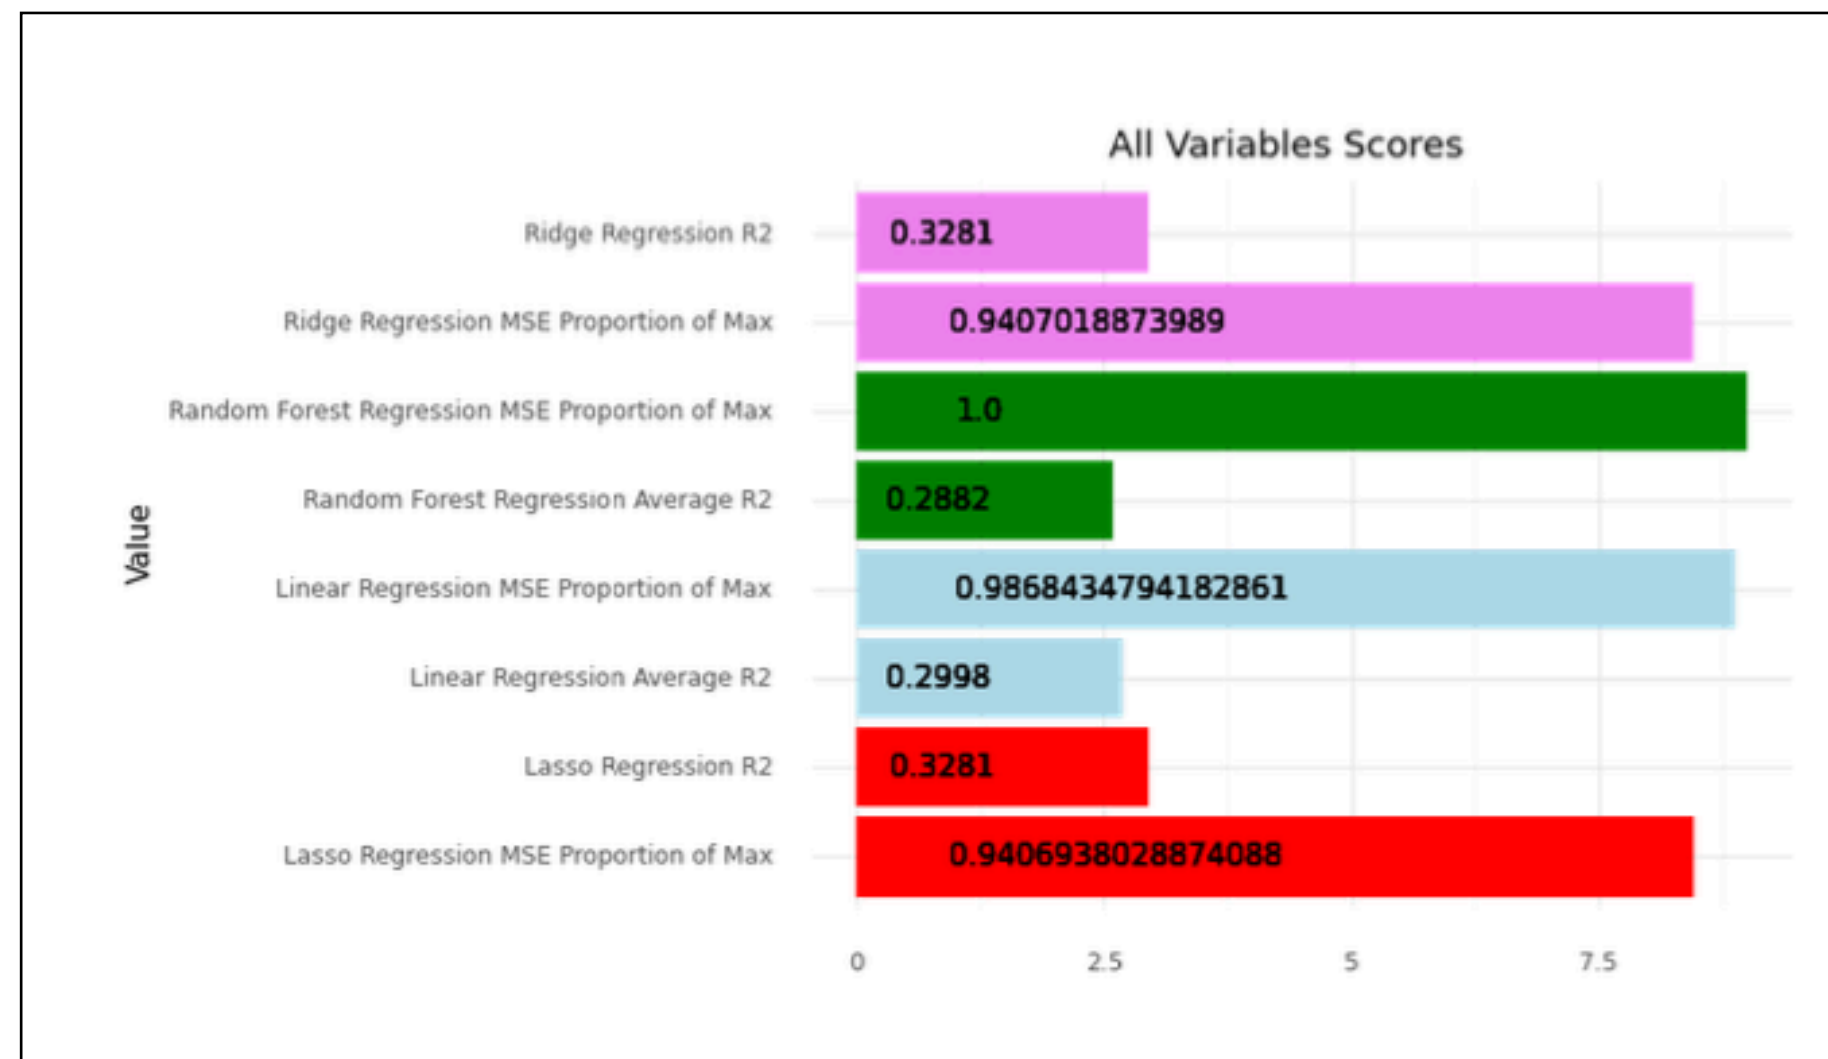 All Variables Scores
Ridge Regression R2
0.3281
Ridge Regression MSE Proportion of Max
0.9407018873989
Random Forest Regression MSE Proportion of Max
1.0
Random Forest Regression Average R2
0.2882
Linear Regression MSE Proportion of Max
0.9868434794182861
Linear Regression Average R2
0.2998
Lasso Regression R2
0.3281
Lasso Regression MSE Proportion of Max
0.9406938028874088
Value
0 2.5 5 7.5